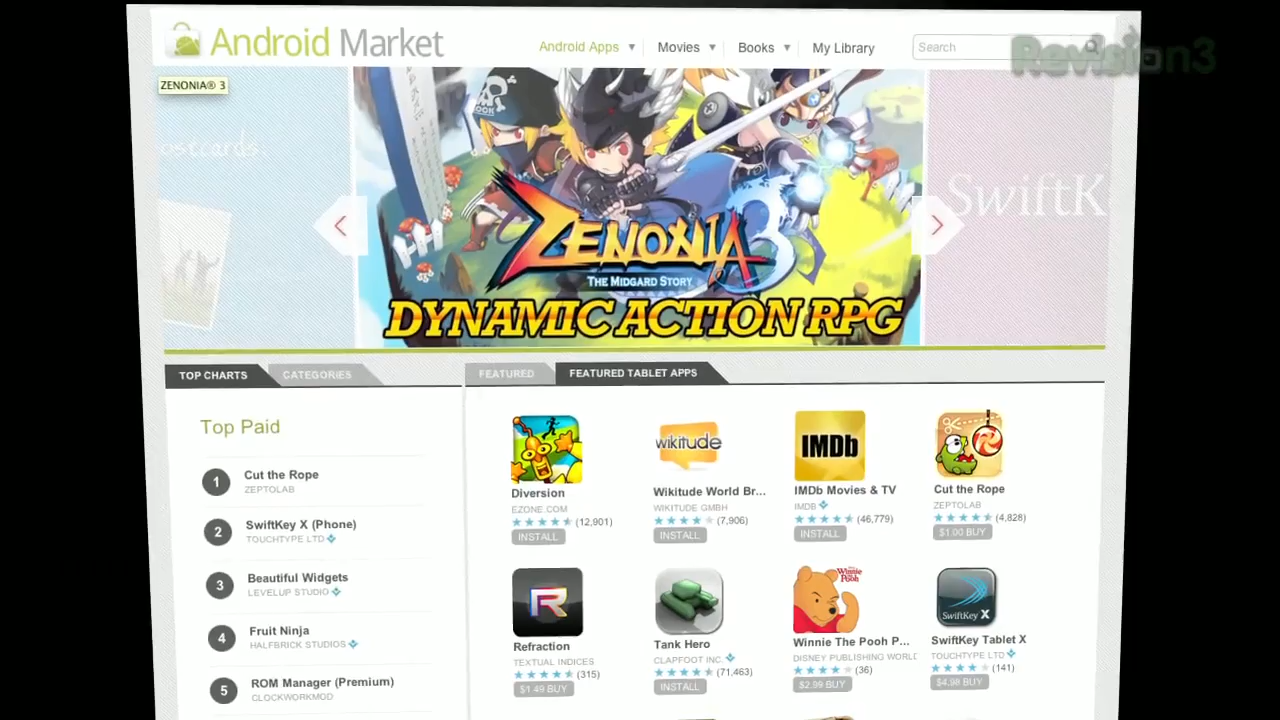 Android Market
Android Apps
Movies
Books
My Library
Search
Revision3
ZENONIA® 3
ostcards
SwiftK
BOOK
ZENONIA 3
THE MIDGARD STORY
DYNAMIC ACTION RPG
TOP CHARTS
CATEGORIES
FEATURED
FEATURED TABLET APPS
Top Paid
1
Cut the Rope
ZEPTOLAB
2
SwiftKey X (Phone)
TOUCHTYPE LTD
3
Beautiful Widgets
LEVELUP STUDIO
4
Fruit Ninja
HALFBRICK STUDIOS
5
ROM Manager (Premium)
CLOCKWORKMOD
Diversion
EZONE.COM
(12,901)
INSTALL
wikitude
Wikitude World Br...
WIKITUDE GMBH
(7,906)
INSTALL
IMDb
IMDb Movies & TV
IMDB
(46,779)
INSTALL
Cut the Rope
ZEPTOLAB
(4,828)
$1.00 BUY
R
Refraction
TEXTUAL INDICES
(315)
$1.49 BUY
Tank Hero
CLAPFOOT INC.
(71,463)
INSTALL
Winnie
the
Pooh
Winnie The Pooh P...
DISNEY PUBLISHING WORLD
(36)
$2.99 BUY
SwiftKey X
SwiftKey Tablet X
TOUCHTYPE LTD
(141)
$4.98 BUY